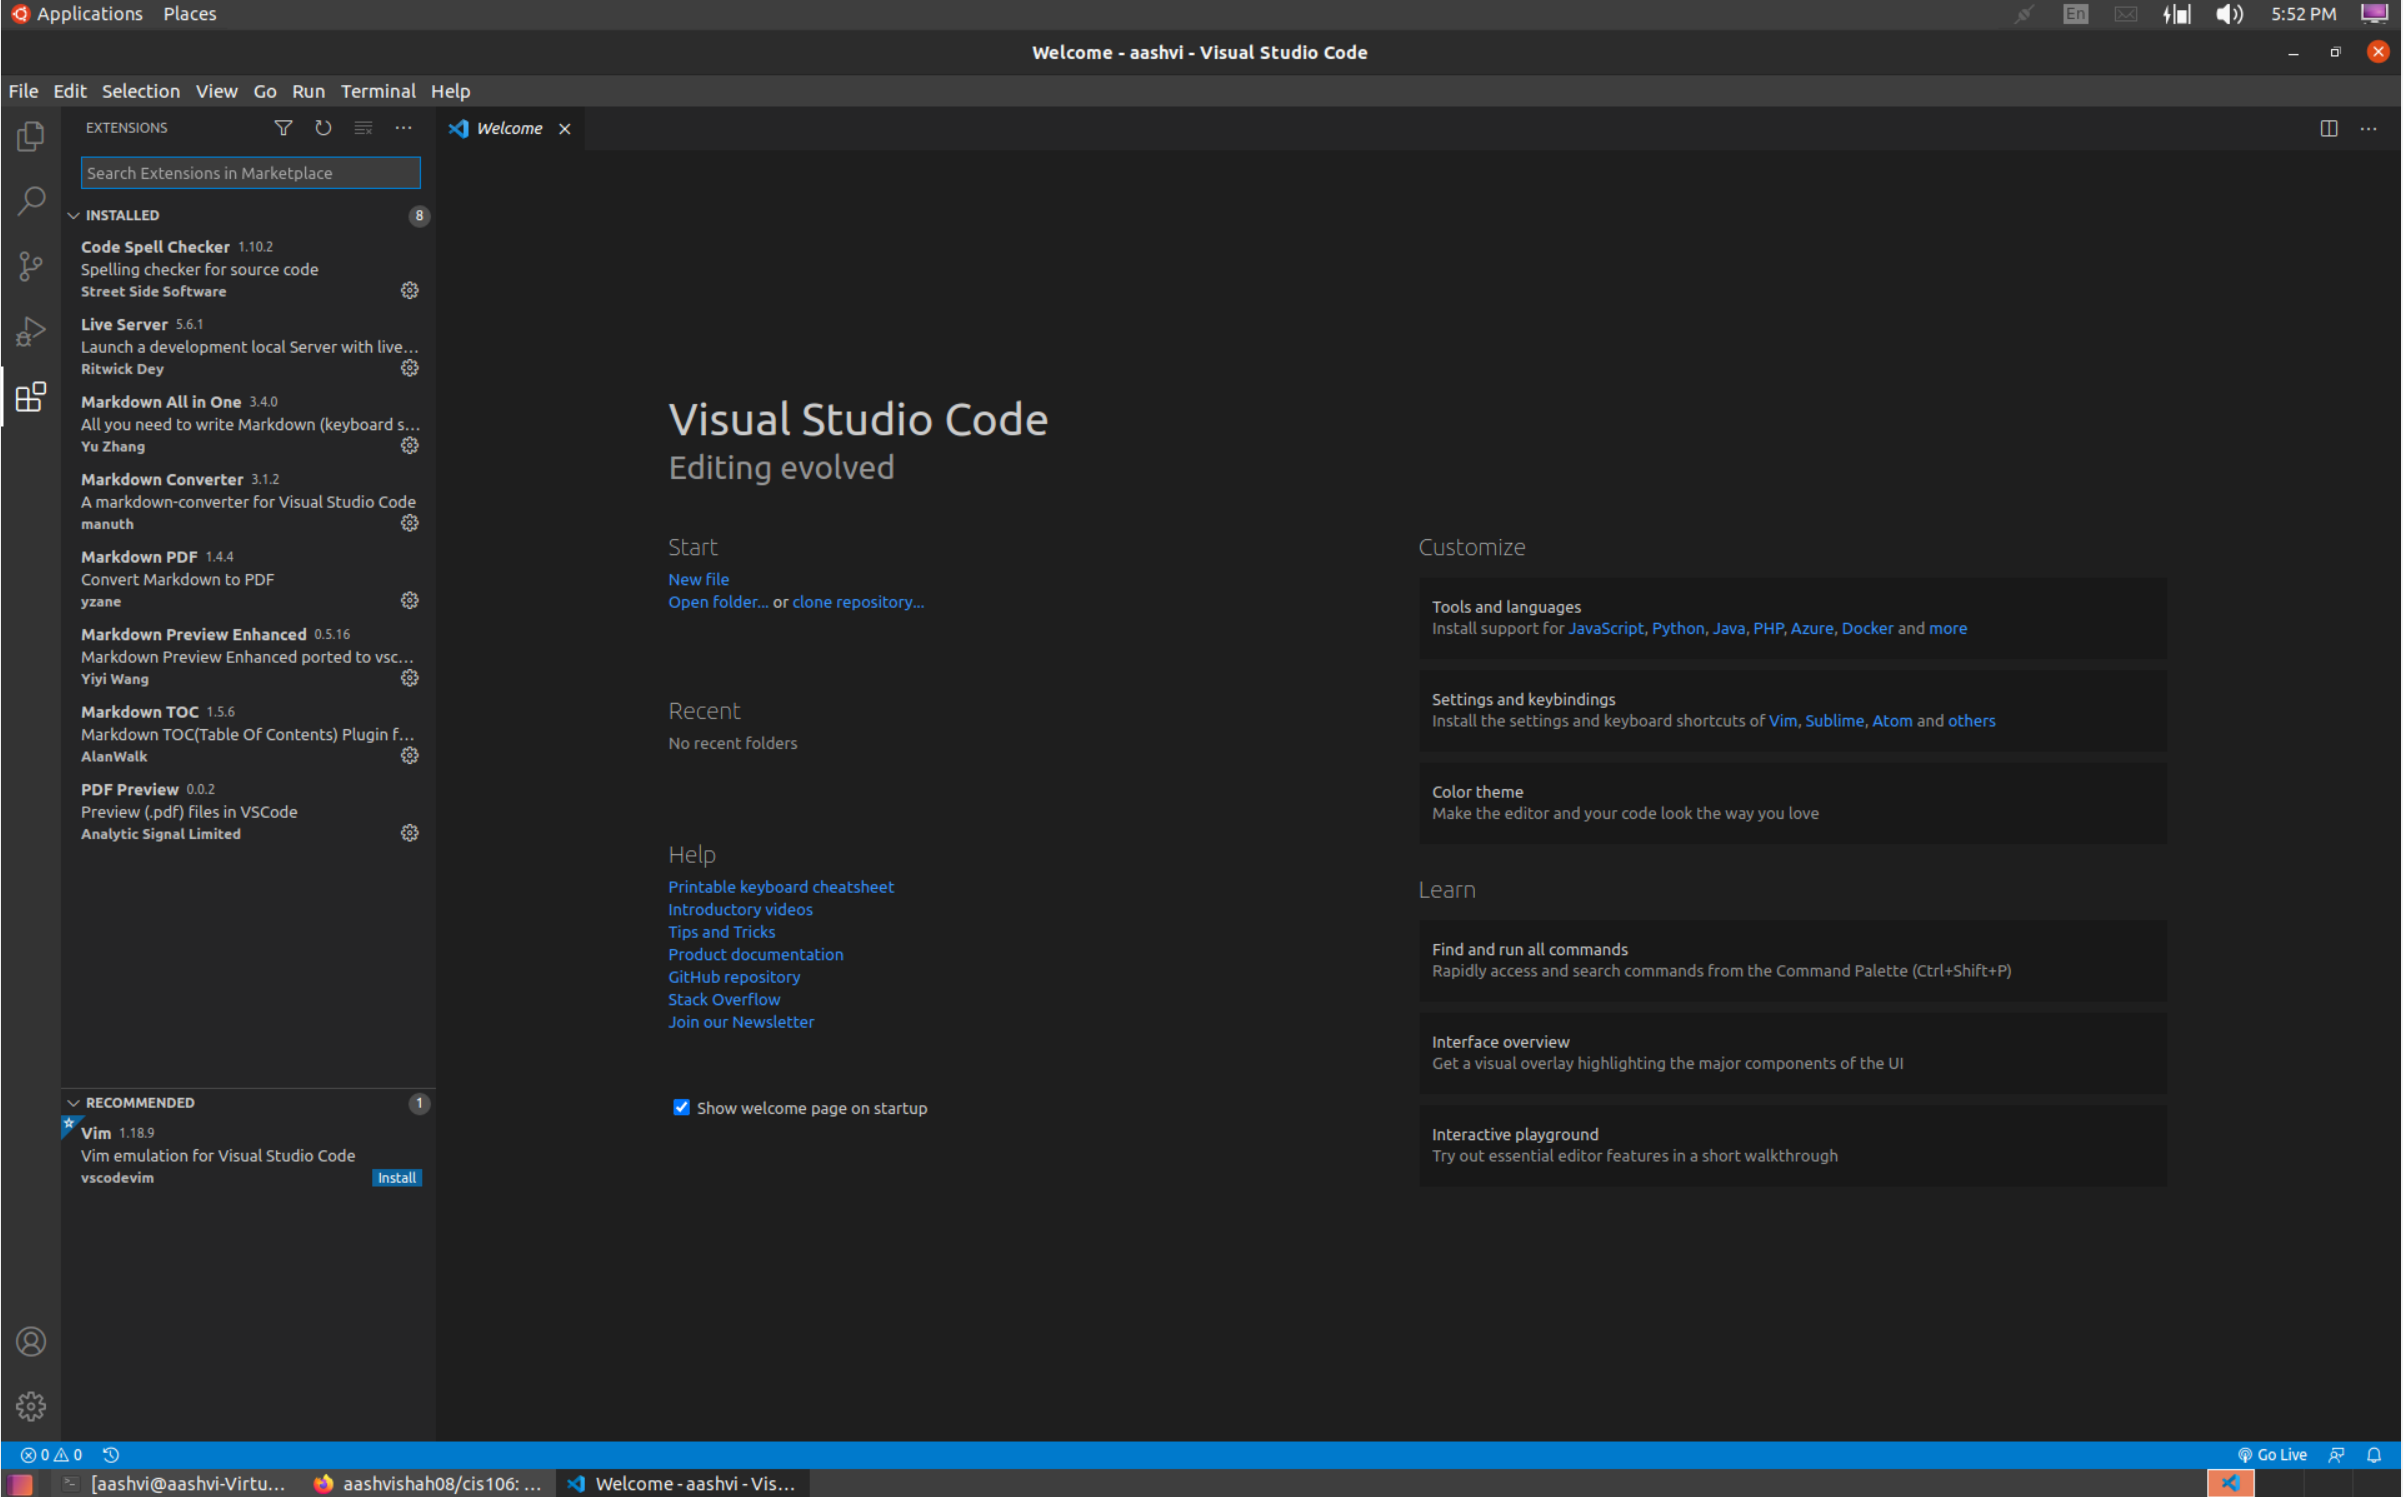 Applications Places
En
5:52 PM
Welcome - aashvi - Visual Studio Code
File Edit Selection View Go Run Terminal Help
EXTENSIONS
Welcome
Search Extensions in Marketplace
INSTALLED 8
Code Spell Checker 1.10.2
Spelling checker for source code
Street Side Software
Live Server 5.6.1
Launch a development local Server with live...
Ritwick Dey
Markdown All in One 3.4.0
All you need to write Markdown (keyboard s...
Yu Zhang
Markdown Converter 3.1.2
A markdown-converter for Visual Studio Code
manuth
Markdown PDF 1.4.4
Convert Markdown to PDF
yzane
Markdown Preview Enhanced 0.5.16
Markdown Preview Enhanced ported to vsc...
Yiyi Wang
Markdown TOC 1.5.6
Markdown TOC(Table Of Contents) Plugin f...
AlanWalk
PDF Preview 0.0.2
Preview (.pdf) files in VSCode
Analytic Signal Limited
RECOMMENDED 1
Vim 1.18.9
Vim emulation for Visual Studio Code
vscodevim Install
Visual Studio Code
Editing evolved
Start
New file
Open folder... or clone repository...
Recent
No recent folders
Help
Printable keyboard cheatsheet
Introductory videos
Tips and Tricks
Product documentation
GitHub repository
Stack Overflow
Join our Newsletter
Show welcome page on startup
Customize
Tools and languages
Install support for JavaScript, Python, Java, PHP, Azure, Docker and more
Settings and keybindings
Install the settings and keyboard shortcuts of Vim, Sublime, Atom and others
Color theme
Make the editor and your code look the way you love
Learn
Find and run all commands
Rapidly access and search commands from the Command Palette (Ctrl+Shift+P)
Interface overview
Get a visual overlay highlighting the major components of the UI
Interactive playground
Try out essential editor features in a short walkthrough
0 0
Go Live
[aashvi@aashvi-Virtu...
aashvishah08/cis106: ...
Welcome - aashvi - Vis...